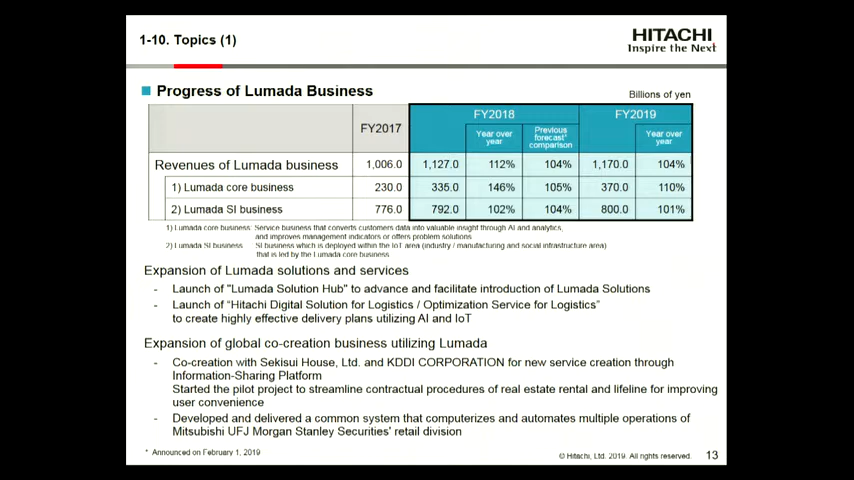 1-10. Topics (1)
HITACHI
Inspire the Next
Progress of Lumada Business
Billions of yen
FY2017 FY2018 FY2019
Year over year Previous forecast* comparison Year over year
Revenues of Lumada business 1,006.0 1,127.0 112% 104% 1,170.0 104%
1) Lumada core business 230.0 335.0 146% 105% 370.0 110%
2) Lumada SI business 776.0 792.0 102% 104% 800.0 101%
1) Lumada core business: Service business that converts customers data into valuable insight through AI and analytics,
and improves management indicators or offers problem solutions
2) Lumada SI business SI business which is deployed within the IoT area (industry / manufacturing and social infrastructure area)
that is led by the Lumada core business
Expansion of Lumada solutions and services
- Launch of "Lumada Solution Hub" to advance and facilitate introduction of Lumada Solutions
- Launch of “Hitachi Digital Solution for Logistics / Optimization Service for Logistics”
to create highly effective delivery plans utilizing AI and IoT
Expansion of global co-creation business utilizing Lumada
- Co-creation with Sekisui House, Ltd. and KDDI CORPORATION for new service creation through
Information-Sharing Platform
Started the pilot project to streamline contractual procedures of real estate rental and lifeline for improving
user convenience
- Developed and delivered a common system that computerizes and automates multiple operations of
Mitsubishi UFJ Morgan Stanley Securities' retail division
* Announced on February 1, 2019
© Hitachi, Ltd. 2019. All rights reserved. 13